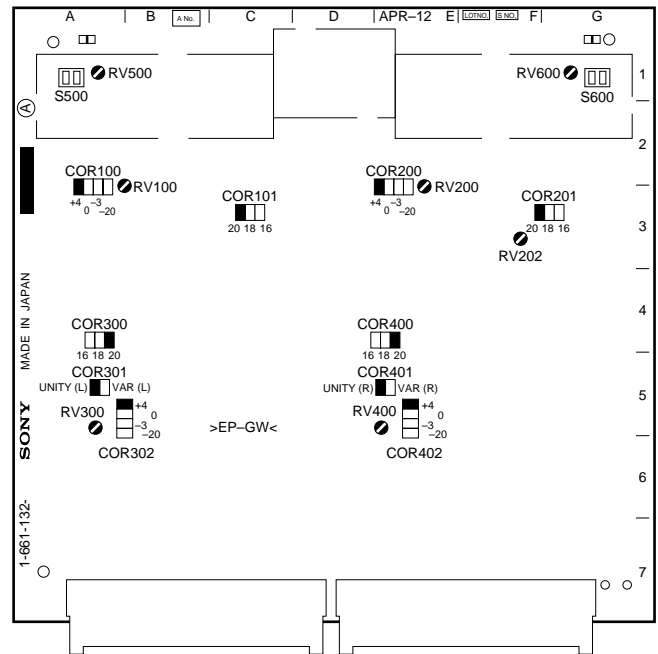 A B A No. C D APR–12 E LOTNO. S NO. F G
S500 RV500 RV600 S600 1
A
2
COR100 COR200
RV100 RV200
+4 0 –3 –20 +4 0 –3 –20
COR101 COR201
20 18 16 20 18 16 3
RV202
MADE IN JAPAN
4
COR300 COR400
16 18 20 16 18 20
COR301 COR401
UNITY (L) VAR (L) UNITY (R) VAR (R) 5
RV300 +4 0 –3 –20 >EP–GW< RV400 +4 0 –3 –20
SONY
COR302 COR402
6
1-661-132-
7